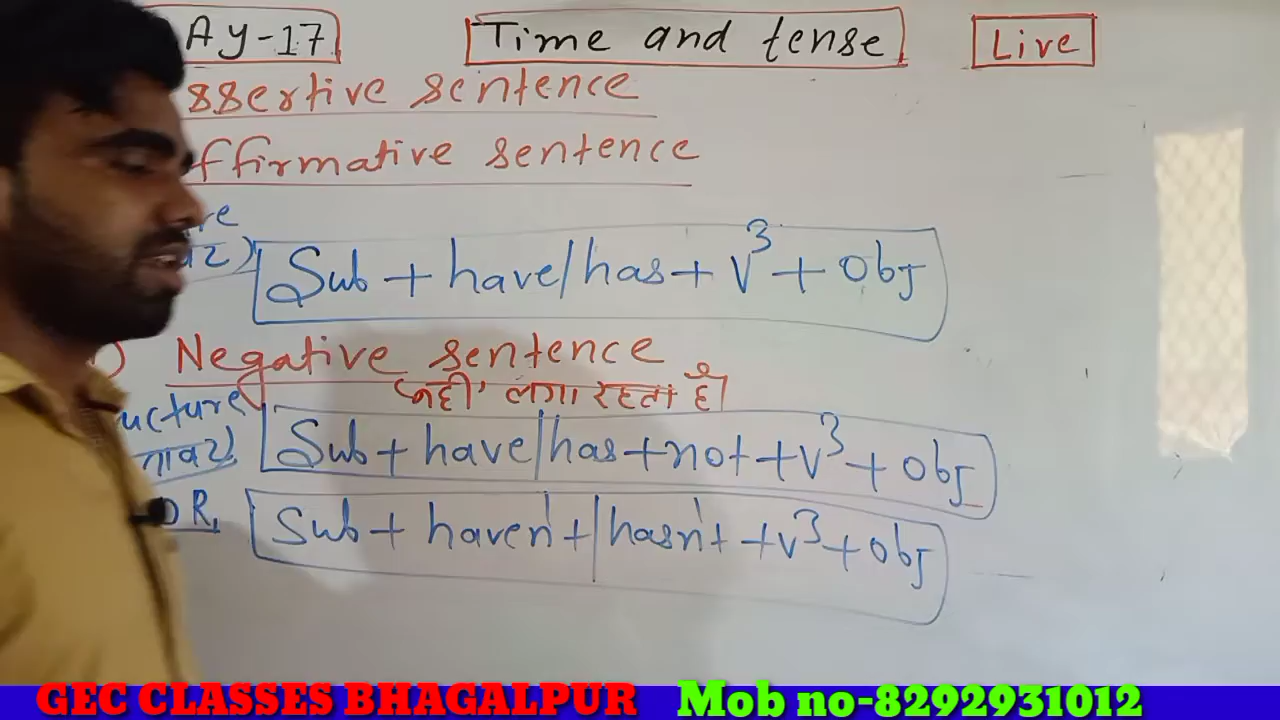 AY-17 Time and tense Live
ssertive sentence
ffirmative sentence
re
Sub + have/has + V³ + Obj
) Negative sentence
'नही' लगा रहता है।
ucture
Sub + have/has + not + V³ + Obj
OR, Sub + haven't / hasn't + V³ + Obj
GEC CLASSES BHAGALPUR Mob no-8292931012